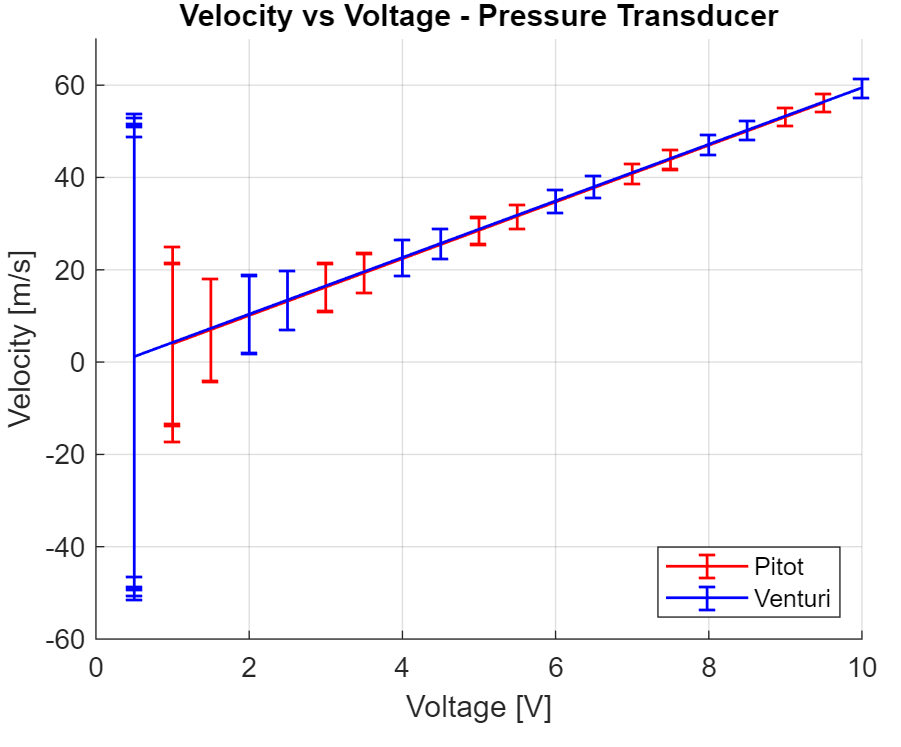 Velocity vs Voltage - Pressure Transducer
Velocity [m/s]
60
40
20
0
-20
-40
-60
0 2 4 6 8 10
Voltage [V]
Pitot
Venturi